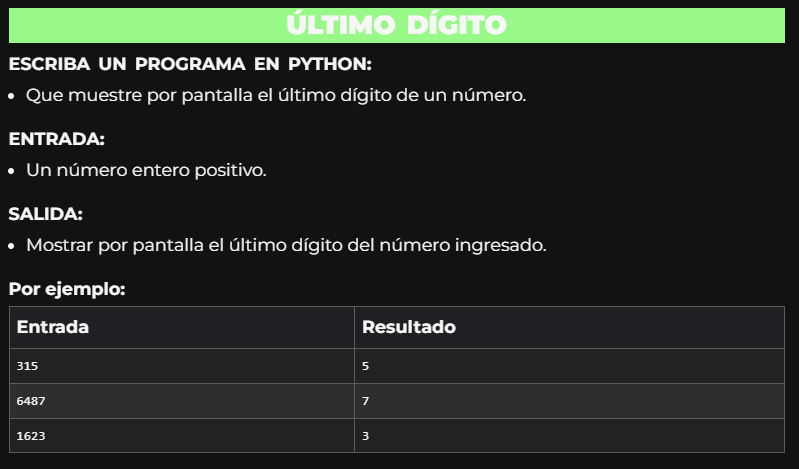 ÚLTIMO DÍGITO
ESCRIBA UN PROGRAMA EN PYTHON:
• Que muestre por pantalla el último dígito de un número.
ENTRADA:
• Un número entero positivo.
SALIDA:
• Mostrar por pantalla el último dígito del número ingresado.
Por ejemplo:
Entrada Resultado
315 5
6487 7
1623 3